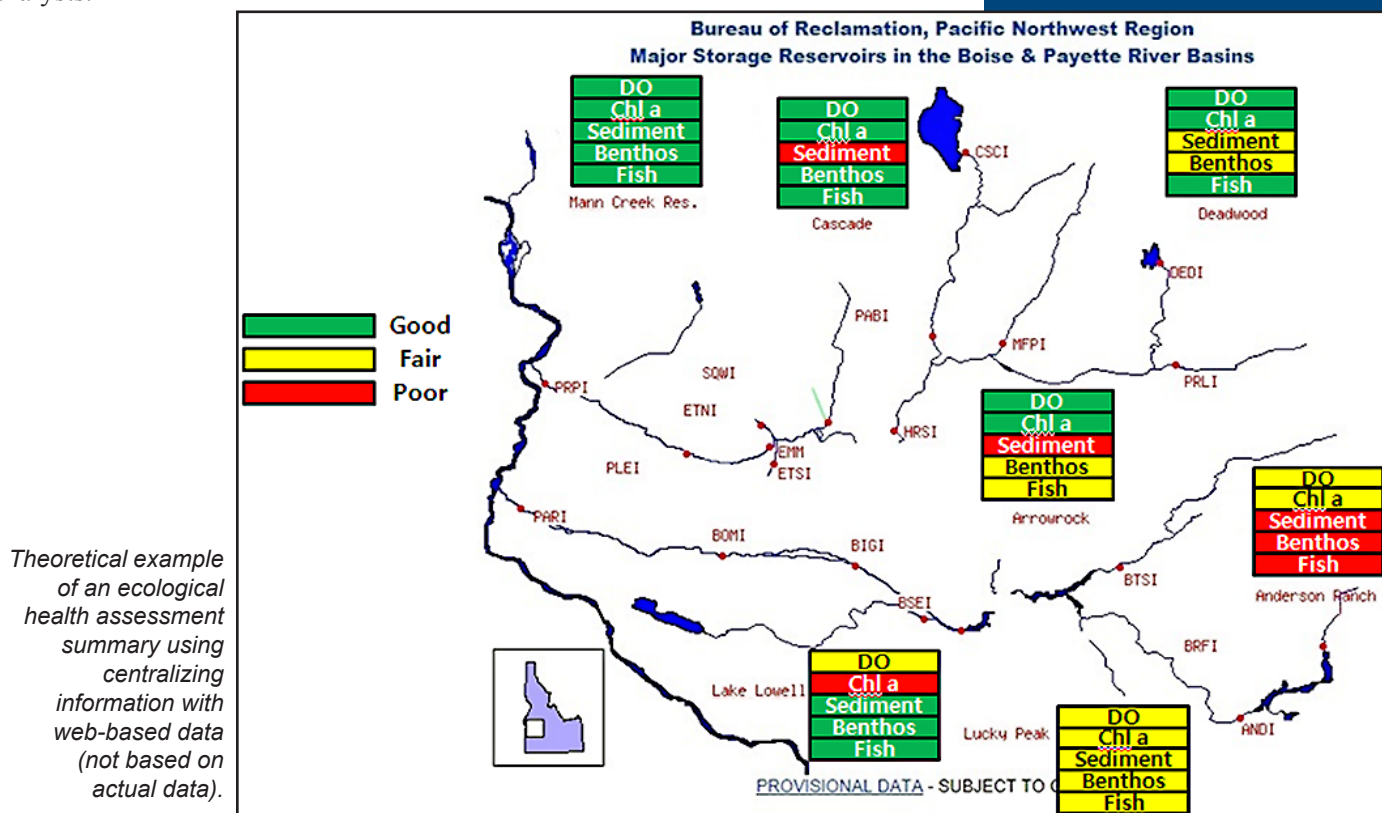 Bureau of Reclamation, Pacific Northwest Region
Major Storage Reservoirs in the Boise & Payette River Basins
DO
Chl a
Sediment
Benthos
Fish
Mann Creek Res.
DO
Chl a
Sediment
Benthos
Fish
Cascade
CSCI
DO
Chl a
Sediment
Benthos
Fish
Deadwood
DEDI
Good
Fair
Poor
PABI
MFPI
PRLI
SQWI
PRPI
ETNI
HRSI
EMM
ETSI
PLEI
DO
Chl a
Sediment
Benthos
Fish
Arrowrock
DO
Chl a
Sediment
Benthos
Fish
Anderson Ranch
PARI
BOMI
BIGI
BSEI
BTSI
BRFI
ANDI
Lake Lowell
DO
Chl a
Sediment
Benthos
Fish
Lucky Peak
DO
Chl a
Sediment
Benthos
Fish
PROVISIONAL DATA - SUBJECT TO
Theoretical example
of an ecological
health assessment
summary using
centralizing
information with
web-based data
(not based on
actual data).